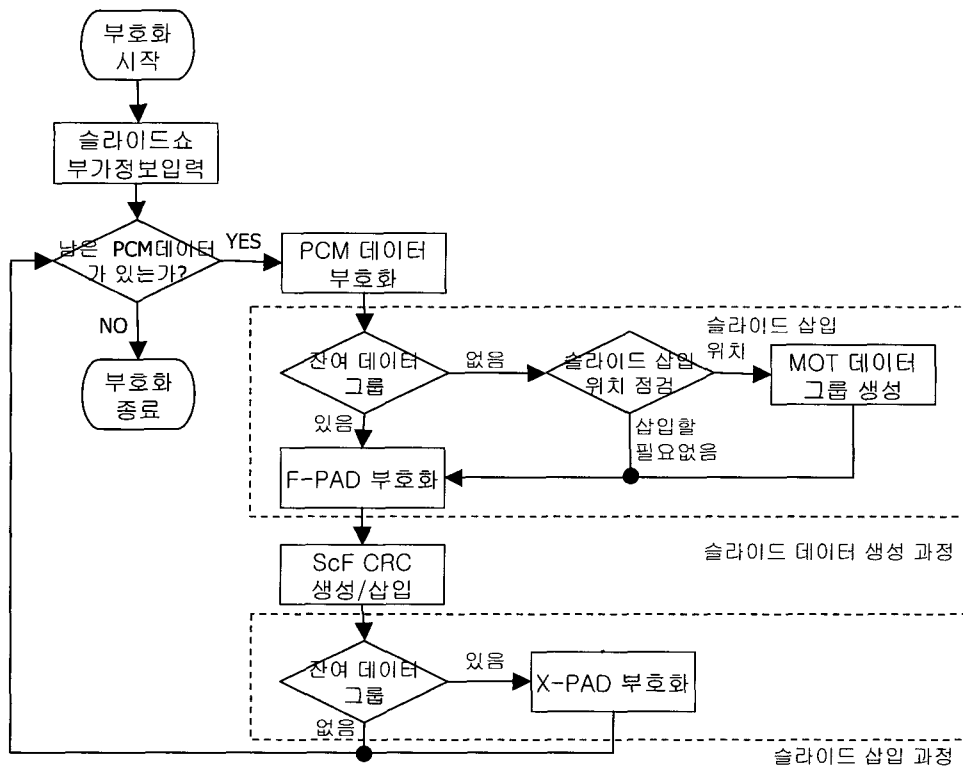 부호화
시작
슬라이드쇼
부가정보입력
남은 PCM데이터
가 있는가?
YES
NO
부호화
종료
PCM 데이터
부호화
잔여 데이터
그룹
없음
있음
슬라이드 삽입
위치 점검
슬라이드 삽입
위치
MOT 데이터
그룹 생성
삽입할
필요없음
F-PAD 부호화
슬라이드 데이터 생성 과정
ScF CRC
생성/삽입
잔여 데이터
그룹
있음
없음
X-PAD 부호화
슬라이드 삽입 과정